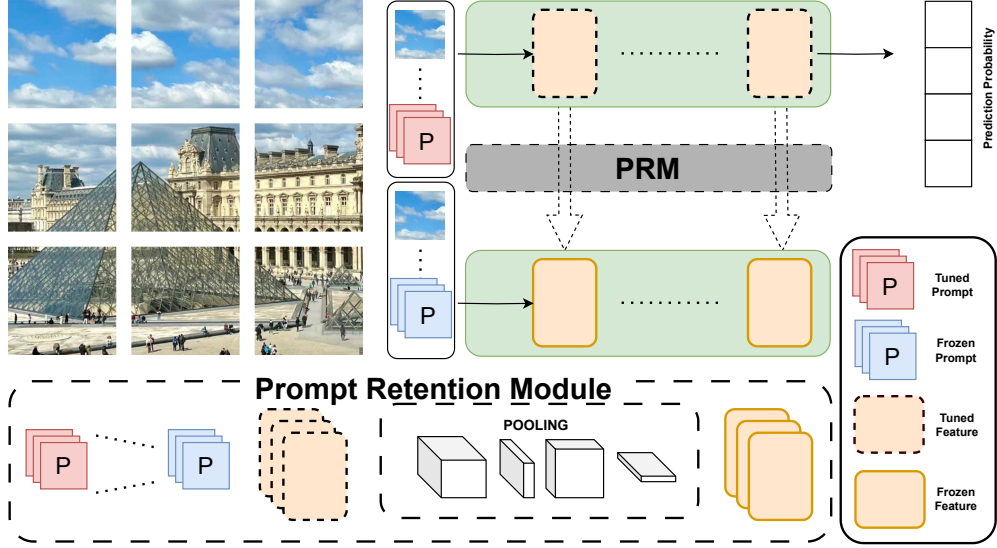 P
Prediction Probability
PRM
P
P
Tuned
Prompt
P
Frozen
Prompt
Tuned
Feature
Frozen
Feature
Prompt Retention Module
POOLING
P
P